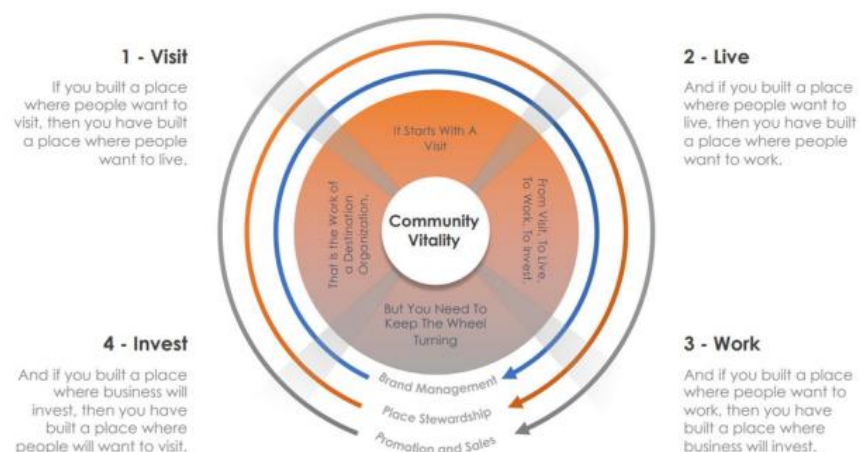 1 - Visit
If you built a place
where people want to
visit, then you have built
a place where people
want to live.
2 - Live
And if you built a place
where people want to
live, then you have built
a place where people
want to work.
It Starts With A
Visit
From Visit, To Live,
To Work, To Invest.
But You Need To
Keep The Wheel
Turning
That Is the Work of
a Destination
Organization.
Community
Vitality
Brand Management
Place Stewardship
Promotion and Sales
3 - Work
And if you built a place
where people want to
work, then you have
built a place where
business will invest.
4 - Invest
And if you built a place
where business will
invest, then you have
built a place where
people will want to visit.